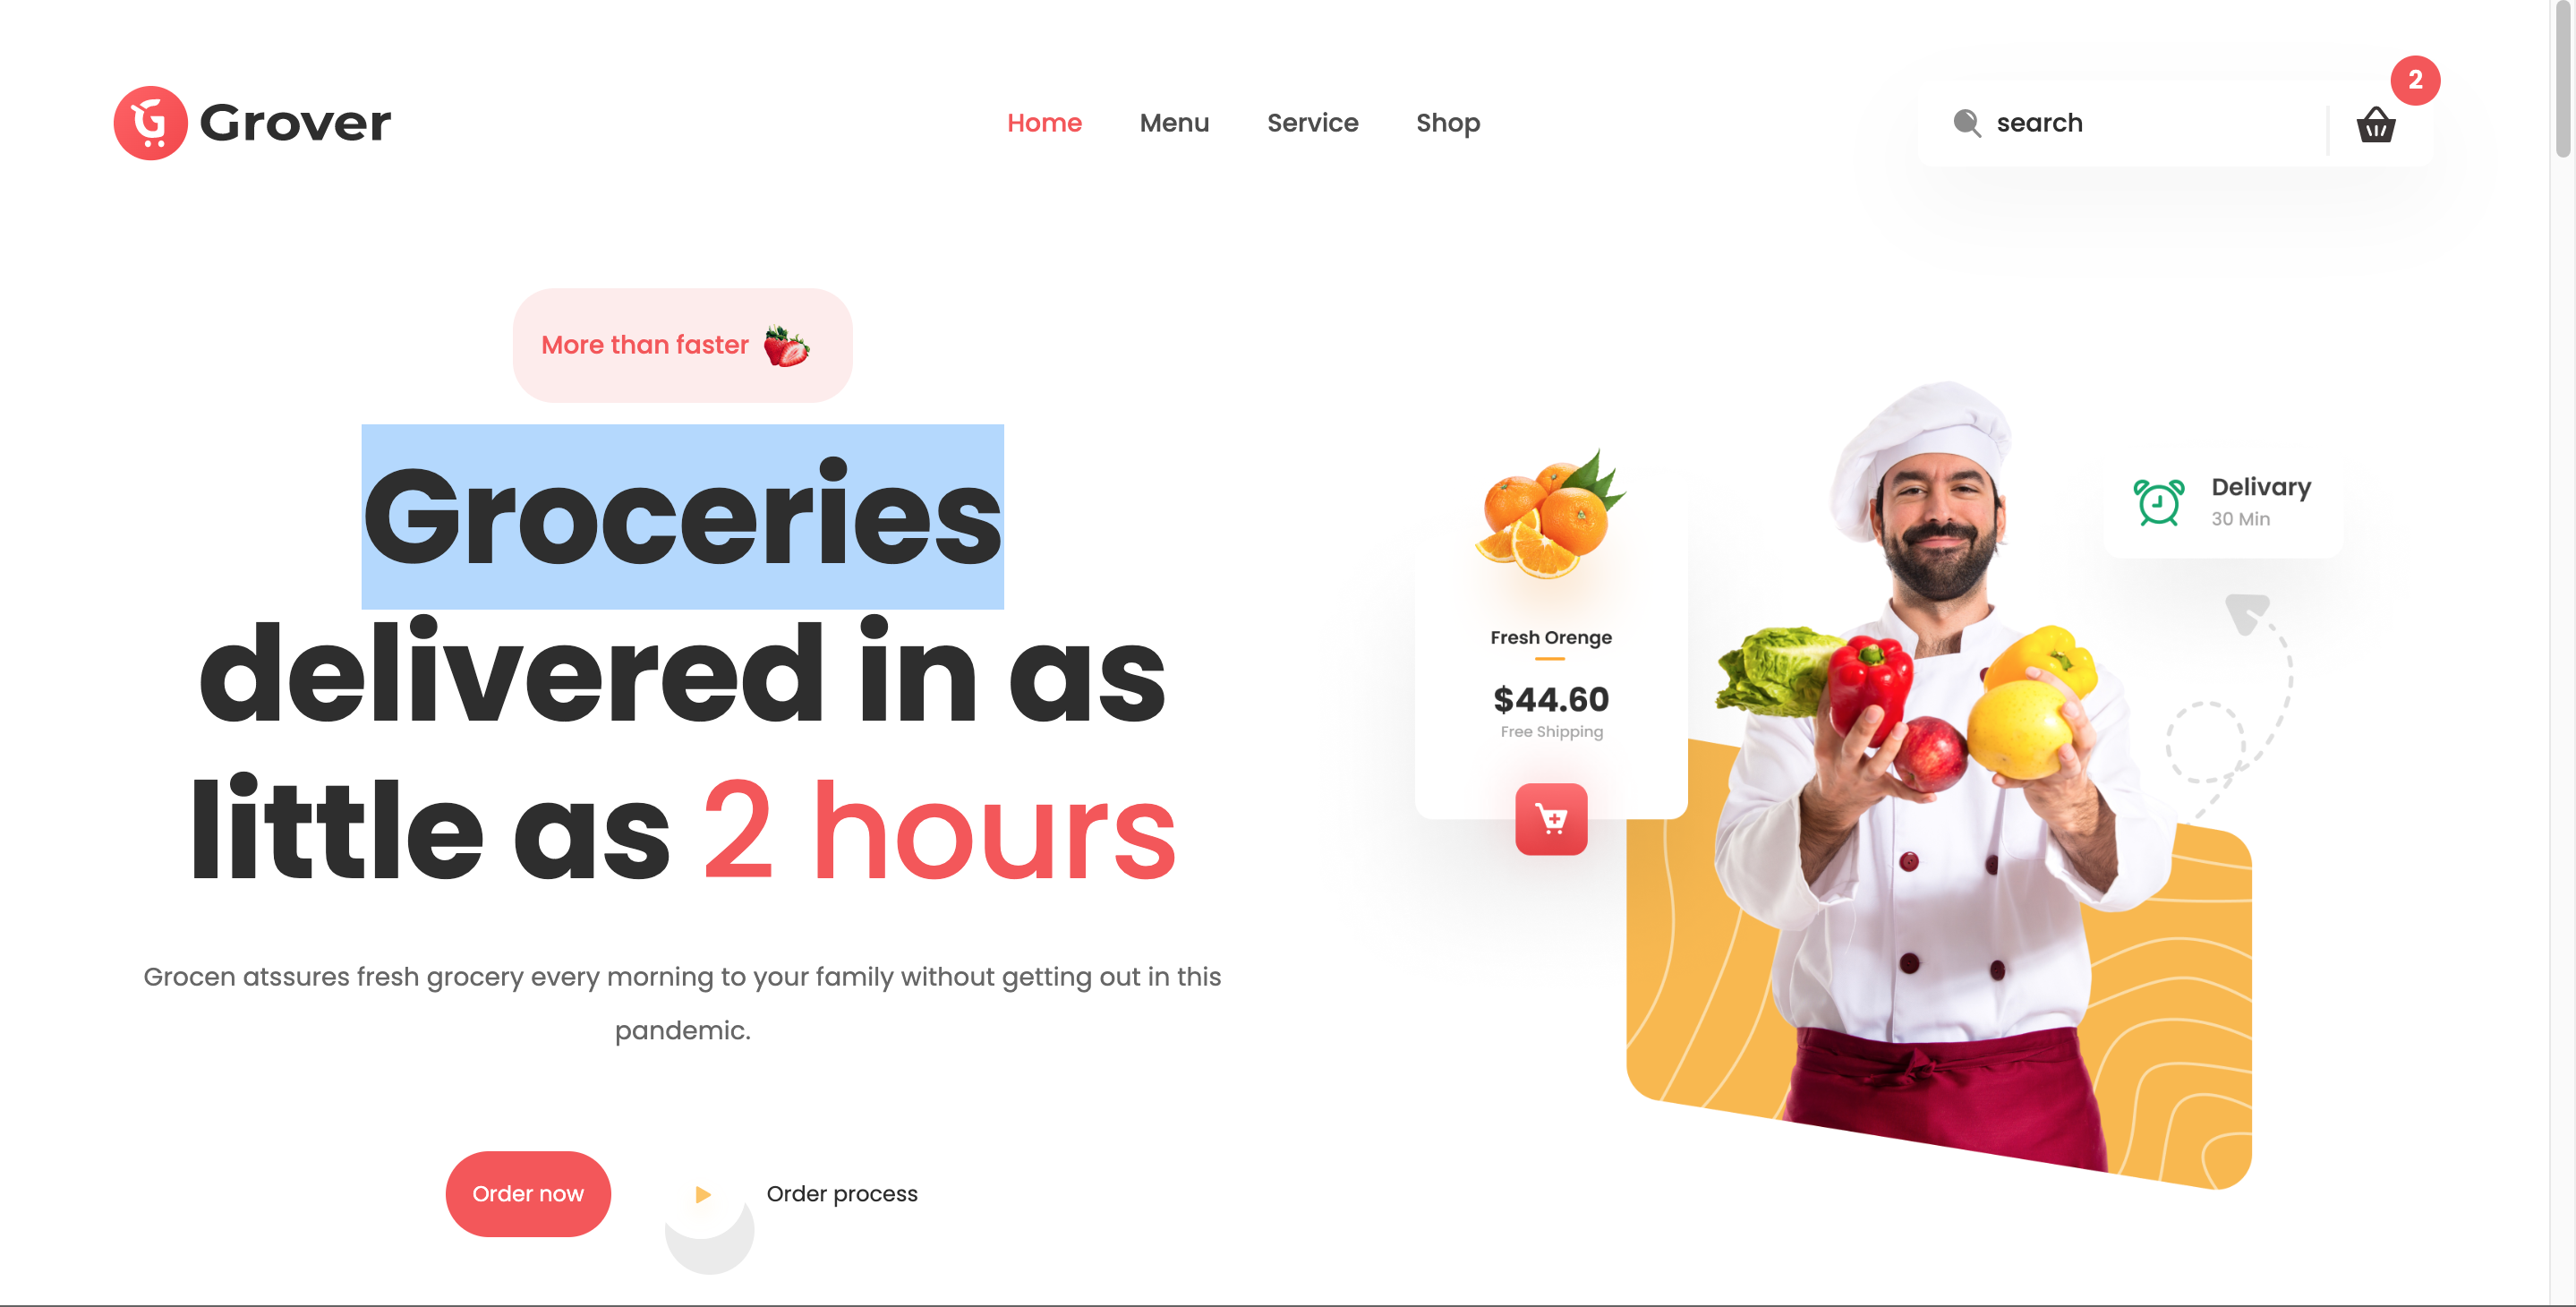 Grover
Home Menu Service Shop
search
2
More than faster
Groceries
delivered in as
little as 2 hours
Grocen atssures fresh grocery every morning to your family without getting out in this
pandemic.
Order now
Order process
Fresh Orenge
$44.60
Free Shipping
Delivary
30 Min